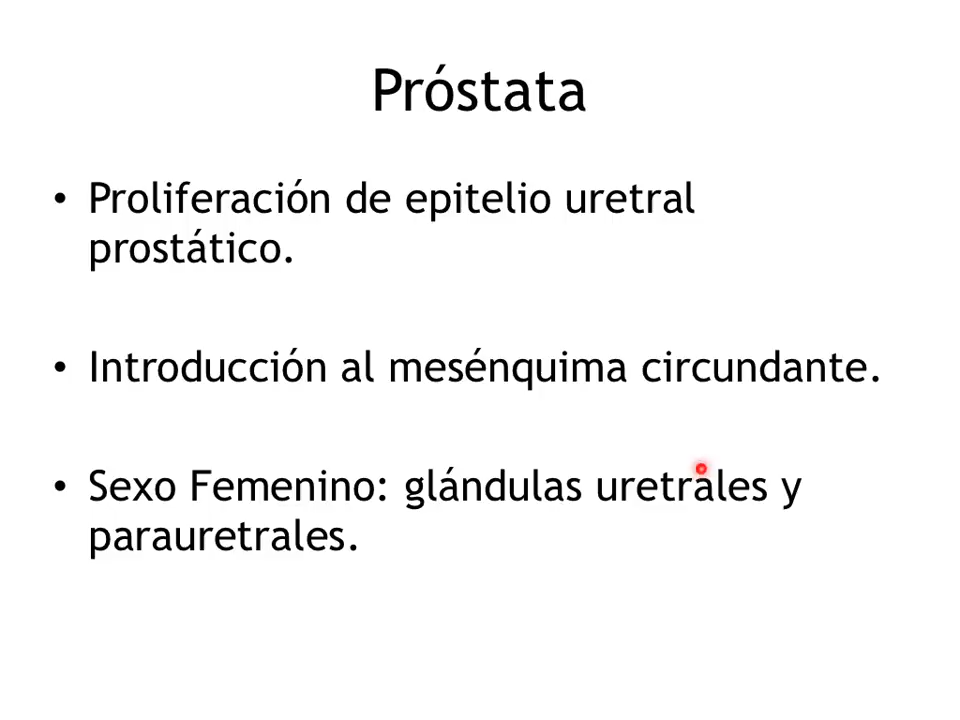 Próstata
• Proliferación de epitelio uretral
prostático.
• Introducción al mesénquima circundante.
• Sexo Femenino: glándulas uretrales y
parauretrales.